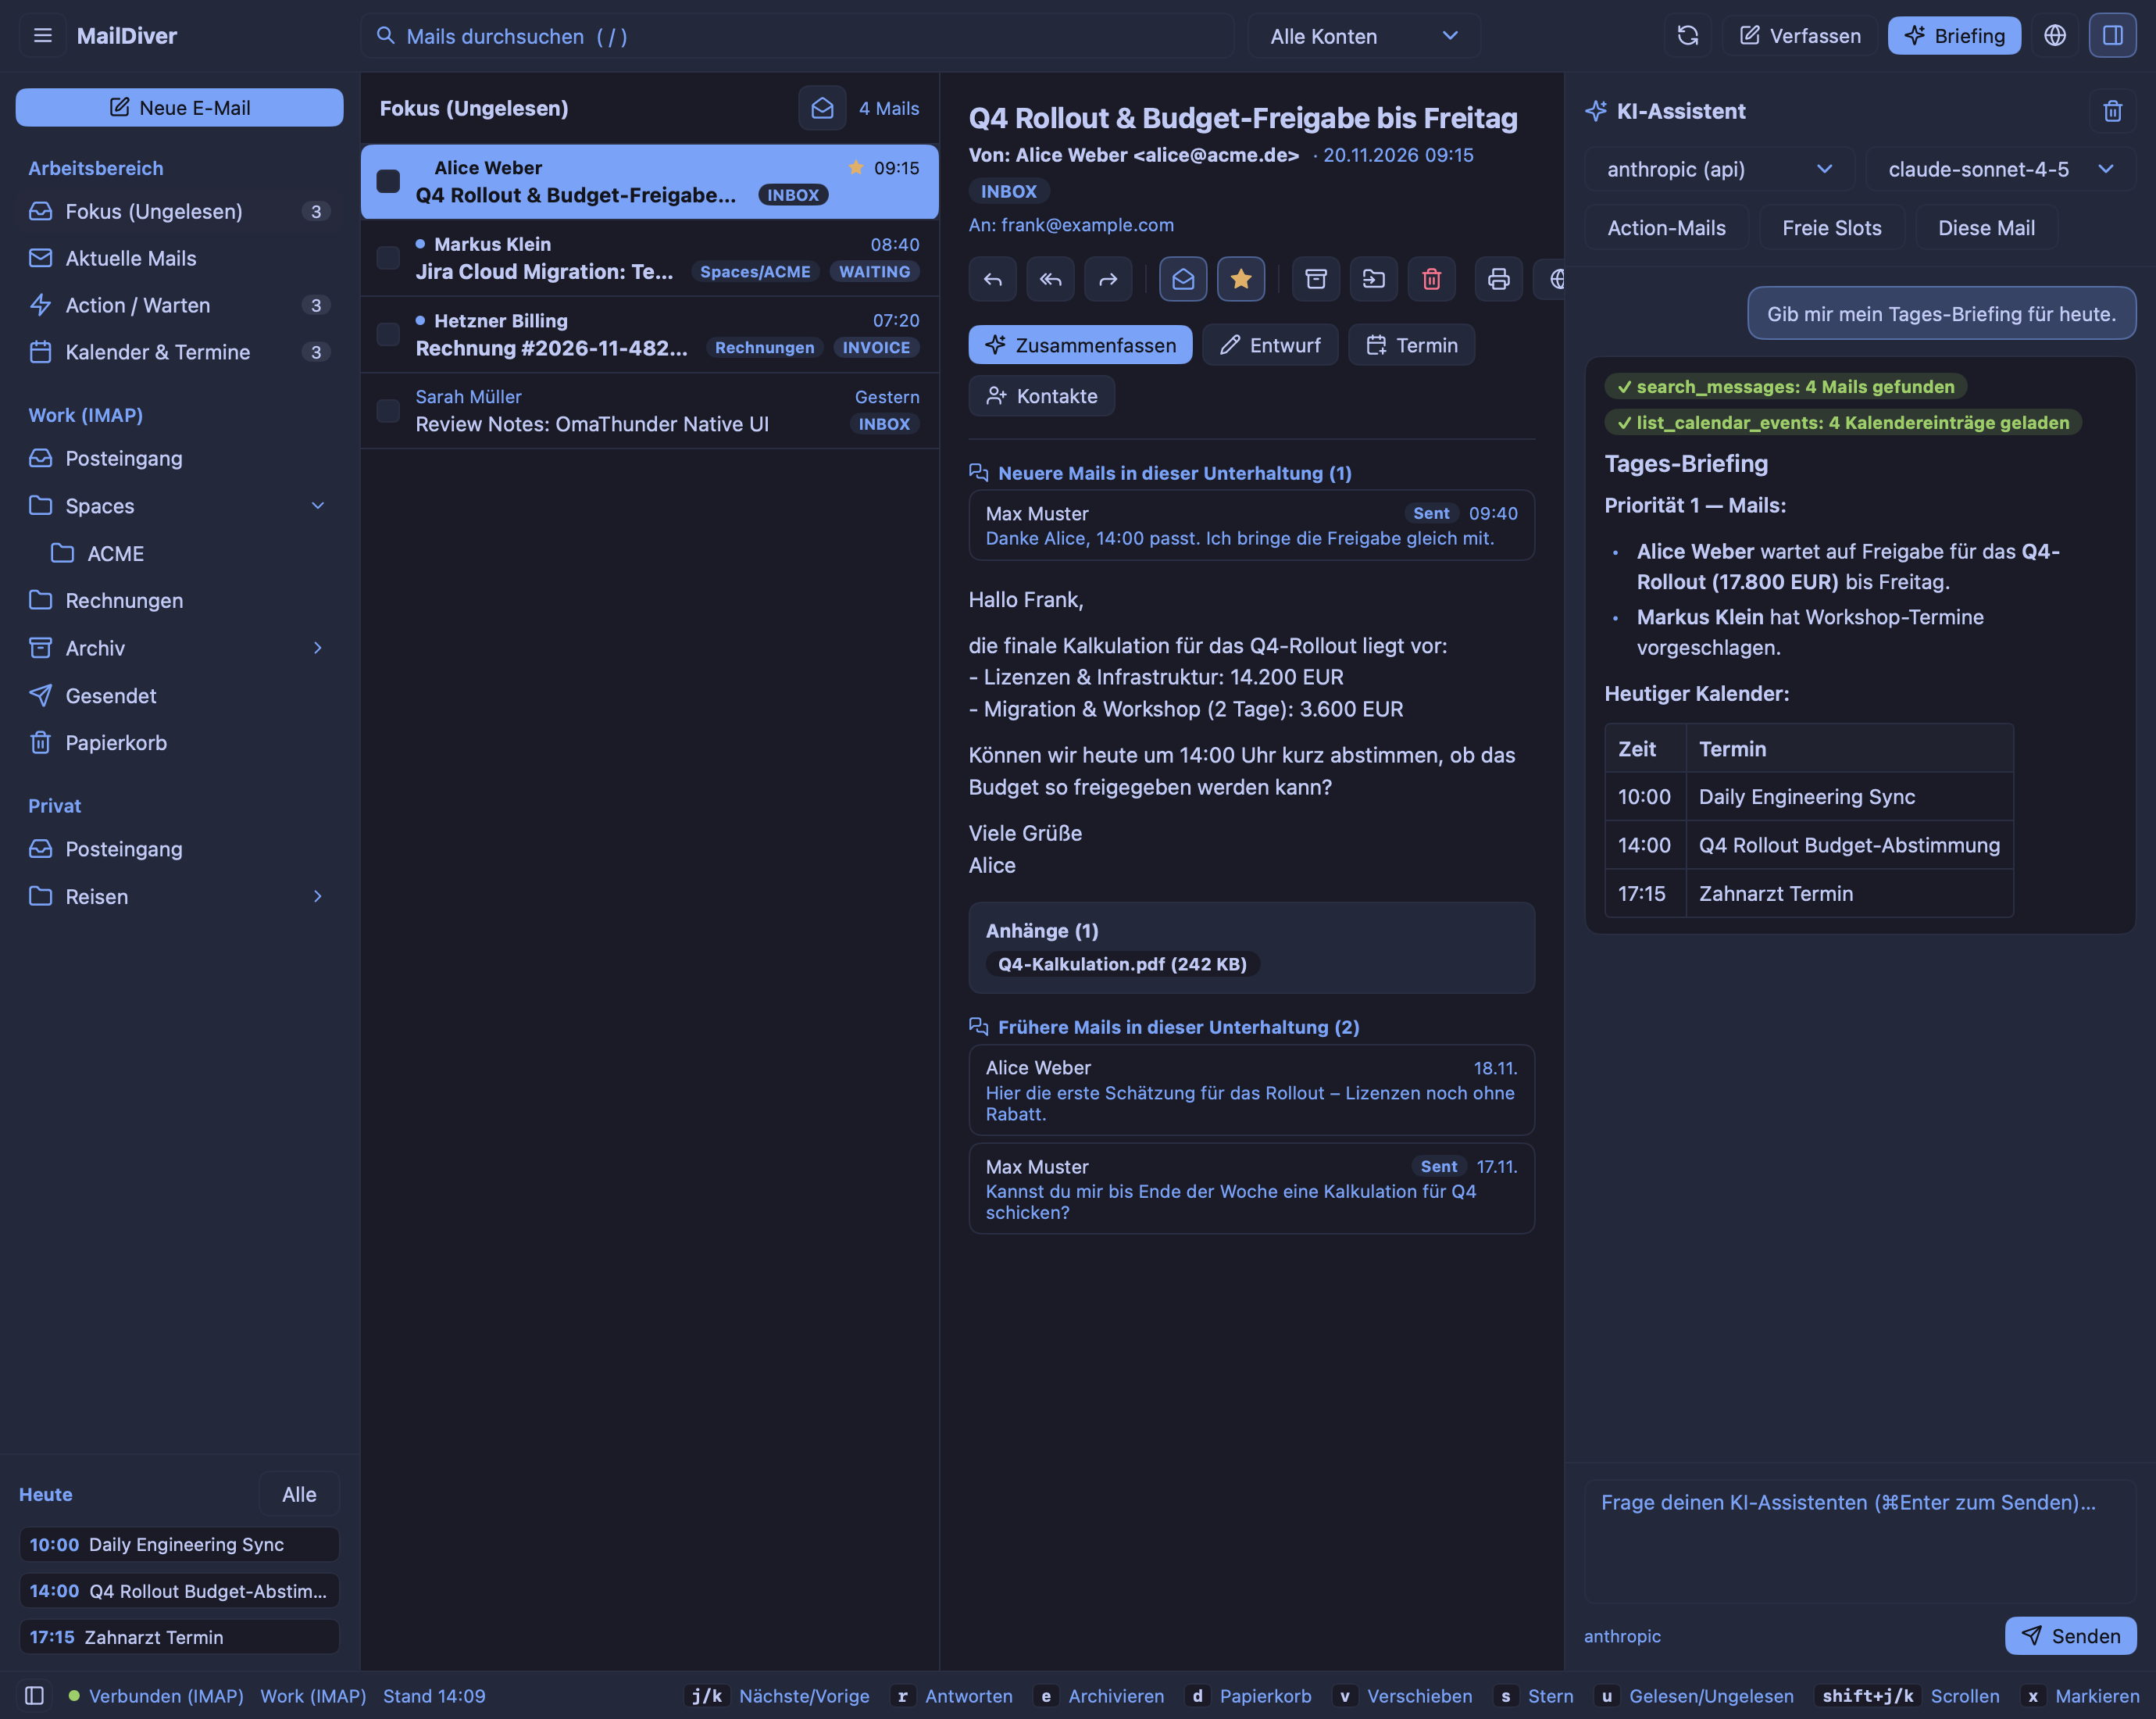 MailDiver
Mails durchsuchen ( / )
Alle Konten
Verfassen
Briefing
Neue E-Mail
Arbeitsbereich
Fokus (Ungelesen) 3
Aktuelle Mails
Action / Warten 3
Kalender & Termine 3
Work (IMAP)
Posteingang
Spaces
ACME
Rechnungen
Archiv
Gesendet
Papierkorb
Privat
Posteingang
Reisen
Heute
Alle
10:00 Daily Engineering Sync
14:00 Q4 Rollout Budget-Abstim...
17:15 Zahnarzt Termin
Fokus (Ungelesen)
4 Mails
Alice Weber 09:15
Q4 Rollout & Budget-Freigabe... INBOX
Markus Klein 08:40
Jira Cloud Migration: Te... Spaces/ACME WAITING
Hetzner Billing 07:20
Rechnung #2026-11-482... Rechnungen INVOICE
Sarah Müller Gestern
Review Notes: OmaThunder Native UI INBOX
Q4 Rollout & Budget-Freigabe bis Freitag
Von: Alice Weber <alice@acme.de> · 20.11.2026 09:15
INBOX
An: frank@example.com
Zusammenfassen
Entwurf
Termin
Kontakte
Neuere Mails in dieser Unterhaltung (1)
Max Muster Sent 09:40
Danke Alice, 14:00 passt. Ich bringe die Freigabe gleich mit.
Hallo Frank,
die finale Kalkulation für das Q4-Rollout liegt vor:
- Lizenzen & Infrastruktur: 14.200 EUR
- Migration & Workshop (2 Tage): 3.600 EUR
Können wir heute um 14:00 Uhr kurz abstimmen, ob das
Budget so freigegeben werden kann?
Viele Grüße
Alice
Anhänge (1)
Q4-Kalkulation.pdf (242 KB)
Frühere Mails in dieser Unterhaltung (2)
Alice Weber 18.11.
Hier die erste Schätzung für das Rollout – Lizenzen noch ohne
Rabatt.
Max Muster Sent 17.11.
Kannst du mir bis Ende der Woche eine Kalkulation für Q4
schicken?
KI-Assistent
anthropic (api)
claude-sonnet-4-5
Action-Mails
Freie Slots
Diese Mail
Gib mir mein Tages-Briefing für heute.
✓ search_messages: 4 Mails gefunden
✓ list_calendar_events: 4 Kalendereinträge geladen
Tages-Briefing
Priorität 1 — Mails:
• Alice Weber wartet auf Freigabe für das Q4-
Rollout (17.800 EUR) bis Freitag.
• Markus Klein hat Workshop-Termine
vorgeschlagen.
Heutiger Kalender:
Zeit Termin
10:00 Daily Engineering Sync
14:00 Q4 Rollout Budget-Abstimmung
17:15 Zahnarzt Termin
Frage deinen KI-Assistenten (⌘Enter zum Senden)...
anthropic
Senden
Verbunden (IMAP) Work (IMAP) Stand 14:09
j/k Nächste/Vorige r Antworten e Archivieren d Papierkorb v Verschieben s Stern u Gelesen/Ungelesen shift+j/k Scrollen x Markieren